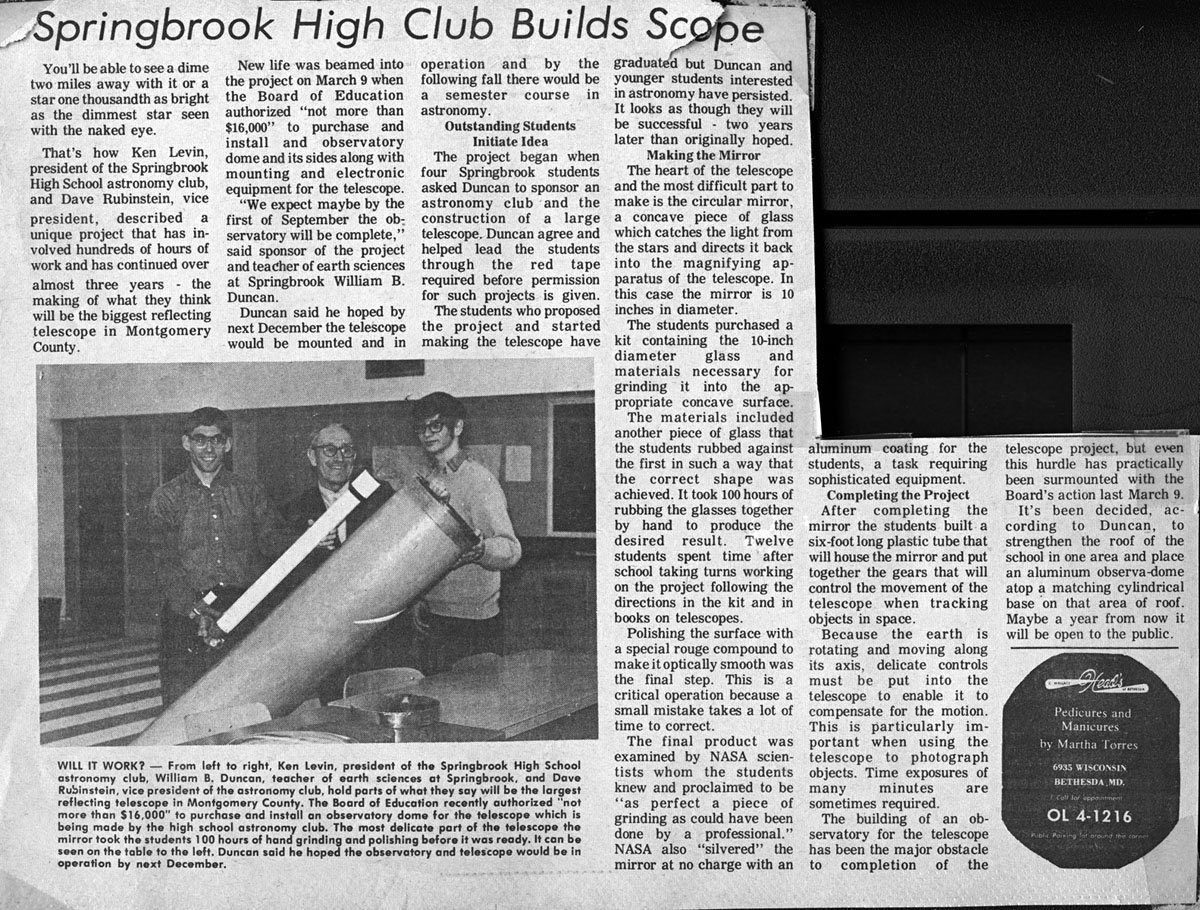 Springbrook High Club Builds Scope
You'll be able to see a dime
two miles away with it or a
star one thousandth as bright
as the dimmest star seen
with the naked eye.
That's how Ken Levin,
president of the Springbrook
High School astronomy club,
and Dave Rubinstein, vice
president, described a
unique project that has in-
volved hundreds of hours of
work and has continued over
almost three years - the
making of what they think
will be the biggest reflecting
telescope in Montgomery
County.
New life was beamed into
the project on March 9 when
the Board of Education
authorized "not more than
$16,000" to purchase and
install and observatory
dome and its sides along with
mounting and electronic
equipment for the telescope.
"We expect maybe by the
first of September the ob-
servatory will be complete,"
said sponsor of the project
and teacher of earth sciences
at Springbrook William B.
Duncan.
Duncan said he hoped by
next December the telescope
would be mounted and in
operation and by the
following fall there would be
a semester course in
astronomy.
Outstanding Students
Initiate Idea
The project began when
four Springbrook students
asked Duncan to sponsor an
astronomy club and the
construction of a large
telescope. Duncan agree and
helped lead the students
through the red tape
required before permission
for such projects is given.
The students who proposed
the project and started
making the telescope have
graduated but Duncan and
younger students interested
in astronomy have persisted.
It looks as though they will
be successful - two years
later than originally hoped.
Making the Mirror
The heart of the telescope
and the most difficult part to
make is the circular mirror,
a concave piece of glass
which catches the light from
the stars and directs it back
into the magnifying ap-
paratus of the telescope. In
this case the mirror is 10
inches in diameter.
The students purchased a
kit containing the 10-inch
diameter glass and
materials necessary for
grinding it into the ap-
propriate concave surface.
The materials included
another piece of glass that
the students rubbed against
the first in such a way that
the correct shape was
achieved. It took 100 hours of
rubbing the glasses together
by hand to produce the
desired result. Twelve
students spent time after
school taking turns working
on the project following the
directions in the kit and in
books on telescopes.
Polishing the surface with
a special rouge compound to
make it optically smooth was
the final step. This is a
critical operation because a
small mistake takes a lot of
time to correct.
The final product was
examined by NASA scien-
tists whom the students
knew and proclaimed to be
"as perfect a piece of
grinding as could have been
done by a professional."
NASA also "silvered" the
mirror at no charge with an
aluminum coating for the
students, a task requiring
sophisticated equipment.
Completing the Project
After completing the
mirror the students built a
six-foot long plastic tube that
will house the mirror and put
together the gears that will
control the movement of the
telescope when tracking
objects in space.
Because the earth is
rotating and moving along
its axis, delicate controls
must be put into the
telescope to enable it to
compensate for the motion.
This is particularly im-
portant when using the
telescope to photograph
objects. Time exposures of
many minutes are
sometimes required.
The building of an ob-
servatory for the telescope
has been the major obstacle
to completion of the
telescope project, but even
this hurdle has practically
been surmounted with the
Board's action last March 9.
It's been decided, ac-
cording to Duncan, to
strengthen the roof of the
school in one area and place
an aluminum observa-dome
atop a matching cylindrical
base on that area of roof.
Maybe a year from now it
will be open to the public.
WILL IT WORK? — From left to right, Ken Levin, president of the Springbrook High School
astronomy club, William B. Duncan, teacher of earth sciences at Springbrook, and Dave
Rubinstein, vice president of the astronomy club, hold parts of what they say will be the largest
reflecting telescope in Montgomery County. The Board of Education recently authorized "not
more than $16,000" to purchase and install an observatory dome for the telescope which is
being made by the high school astronomy club. The most delicate part of the telescope the
mirror took the students 100 hours of hand grinding and polishing before it was ready. It can be
seen on the table to the left. Duncan said he hoped the observatory and telescope would be in
operation by next December.
Head's
Pedicures and
Manicures
by Martha Torres
6935 WISCONSIN
BETHESDA, MD.
Call for appointment
OL 4-1216
Public Parking lot around the corner